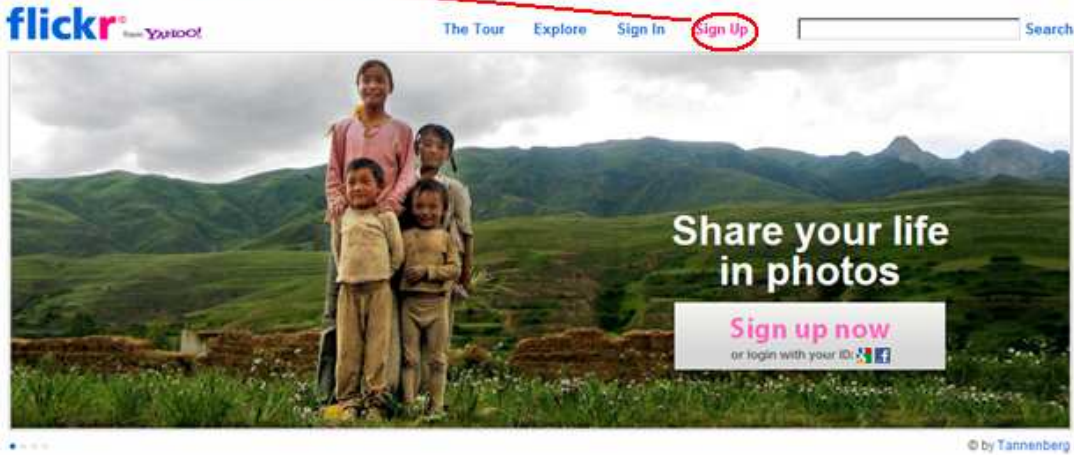 flickr® from YAHOO!
The Tour Explore Sign In Sign Up Search
Share your life
in photos
Sign up now
or login with your ID:
© by Tannenberg